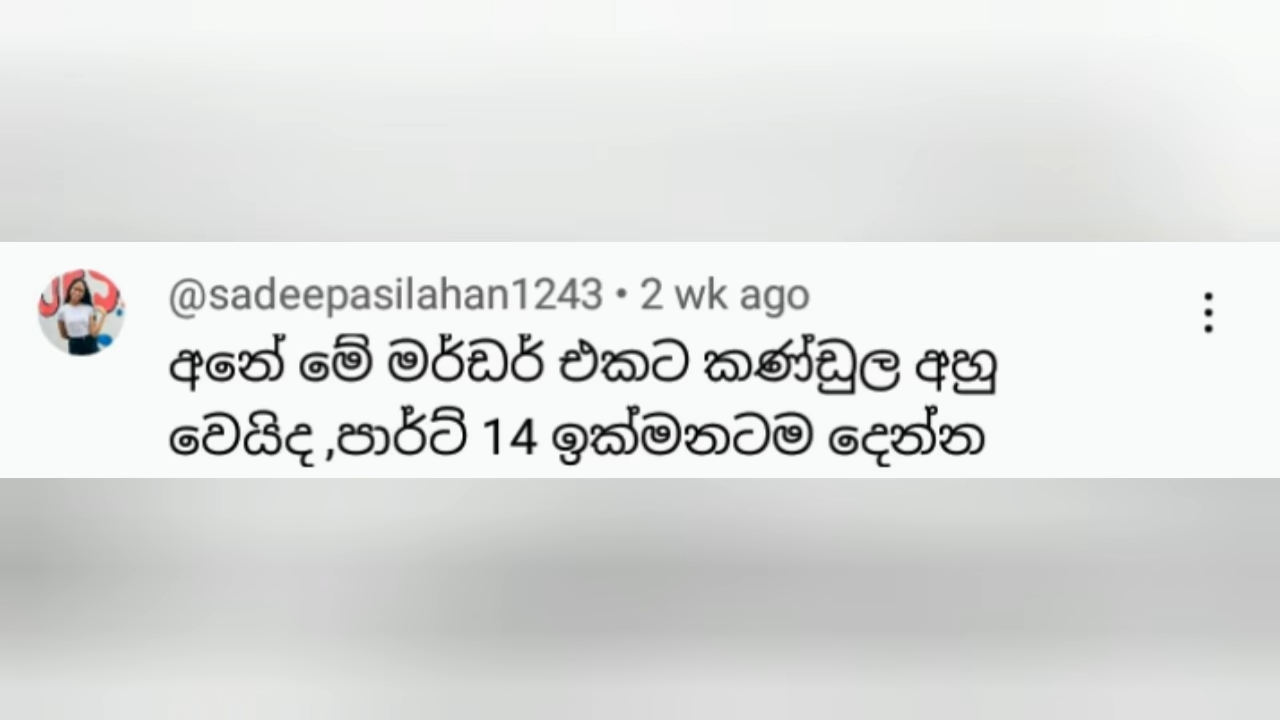 @sadeepasilahan1243 • 2 wk ago
අනේ මේ මර්ඩර් එකට කණ්ඩුල අහු
වෙයිද ,පාර්ට් 14 ඉක්මනටම දෙන්න